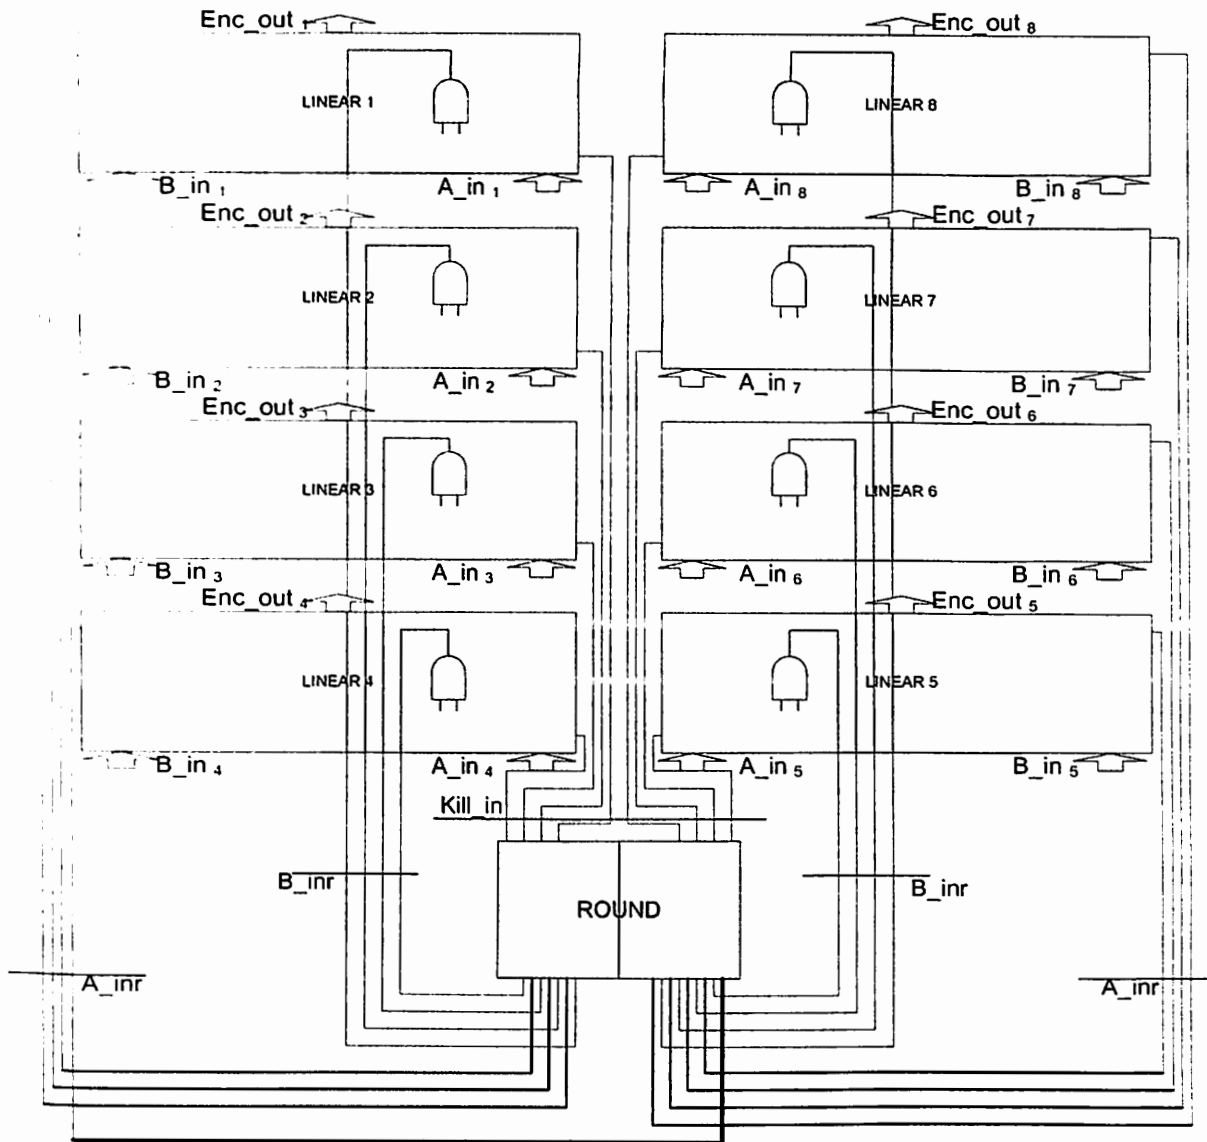 Enc_out 1
Enc_out 8
LINEAR 1
LINEAR 8
B_in 1
A_in 1
A_in 8
B_in 8
Enc_out 2
Enc_out 7
LINEAR 2
LINEAR 7
B_in 2
A_in 2
A_in 7
B_in 7
Enc_out 3
Enc_out 6
LINEAR 3
LINEAR 6
B_in 3
A_in 3
A_in 6
B_in 6
Enc_out 4
Enc_out 5
LINEAR 4
LINEAR 5
B_in 4
A_in 4
A_in 5
B_in 5
Kill_in
B_inr
B_inr
ROUND
A_inr
A_inr